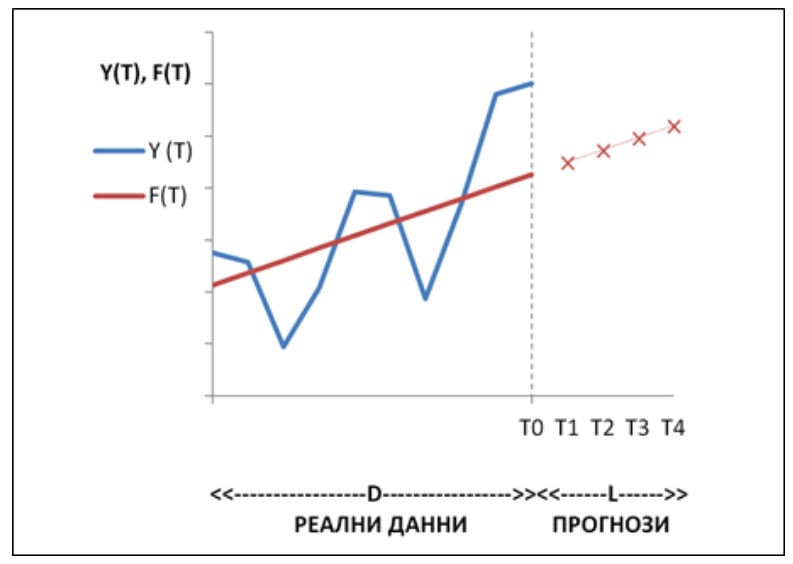 Y(T), F(T)
Y (T)
F(T)
T0 T1 T2 T3 T4
<<-----------------D----------------->><<------L------>>
РЕАЛНИ ДАННИ ПРОГНОЗИ